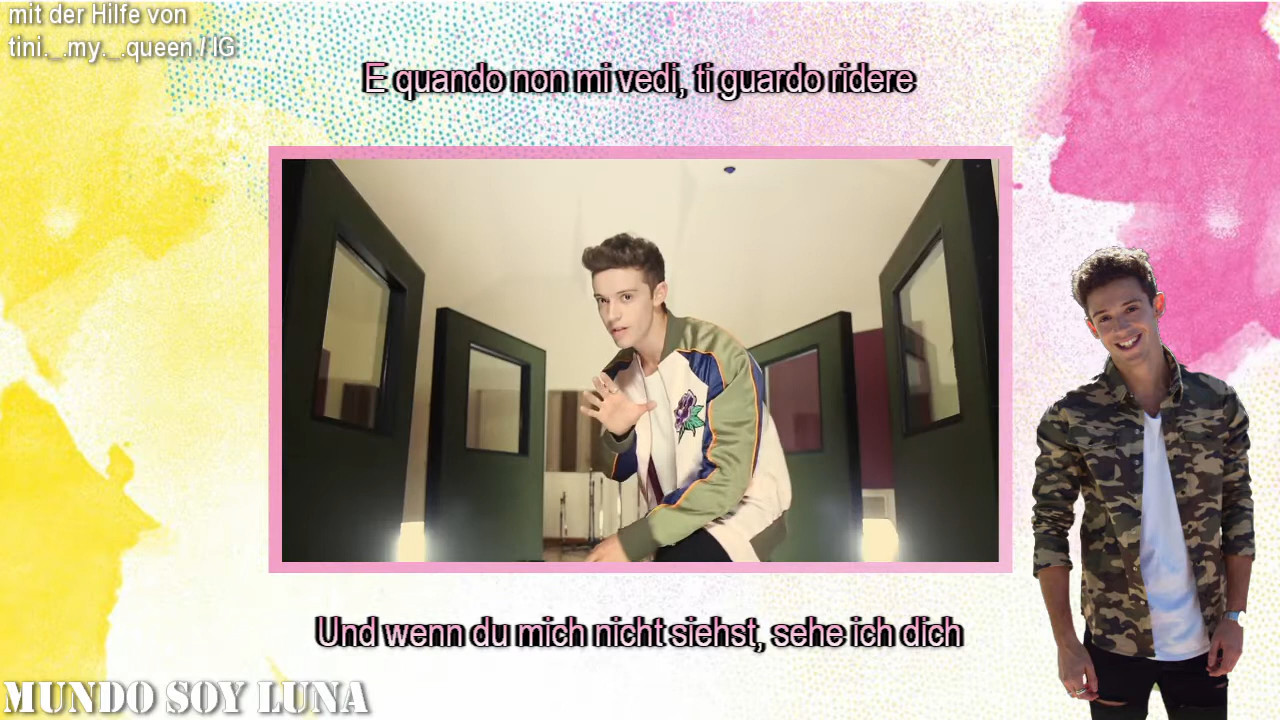 mit der Hilfe von
tini._.my._.queen / IG
E quando non mi vedi, ti guardo ridere
Und wenn du mich nicht siehst, sehe ich dich
MUNDO SOY LUNA